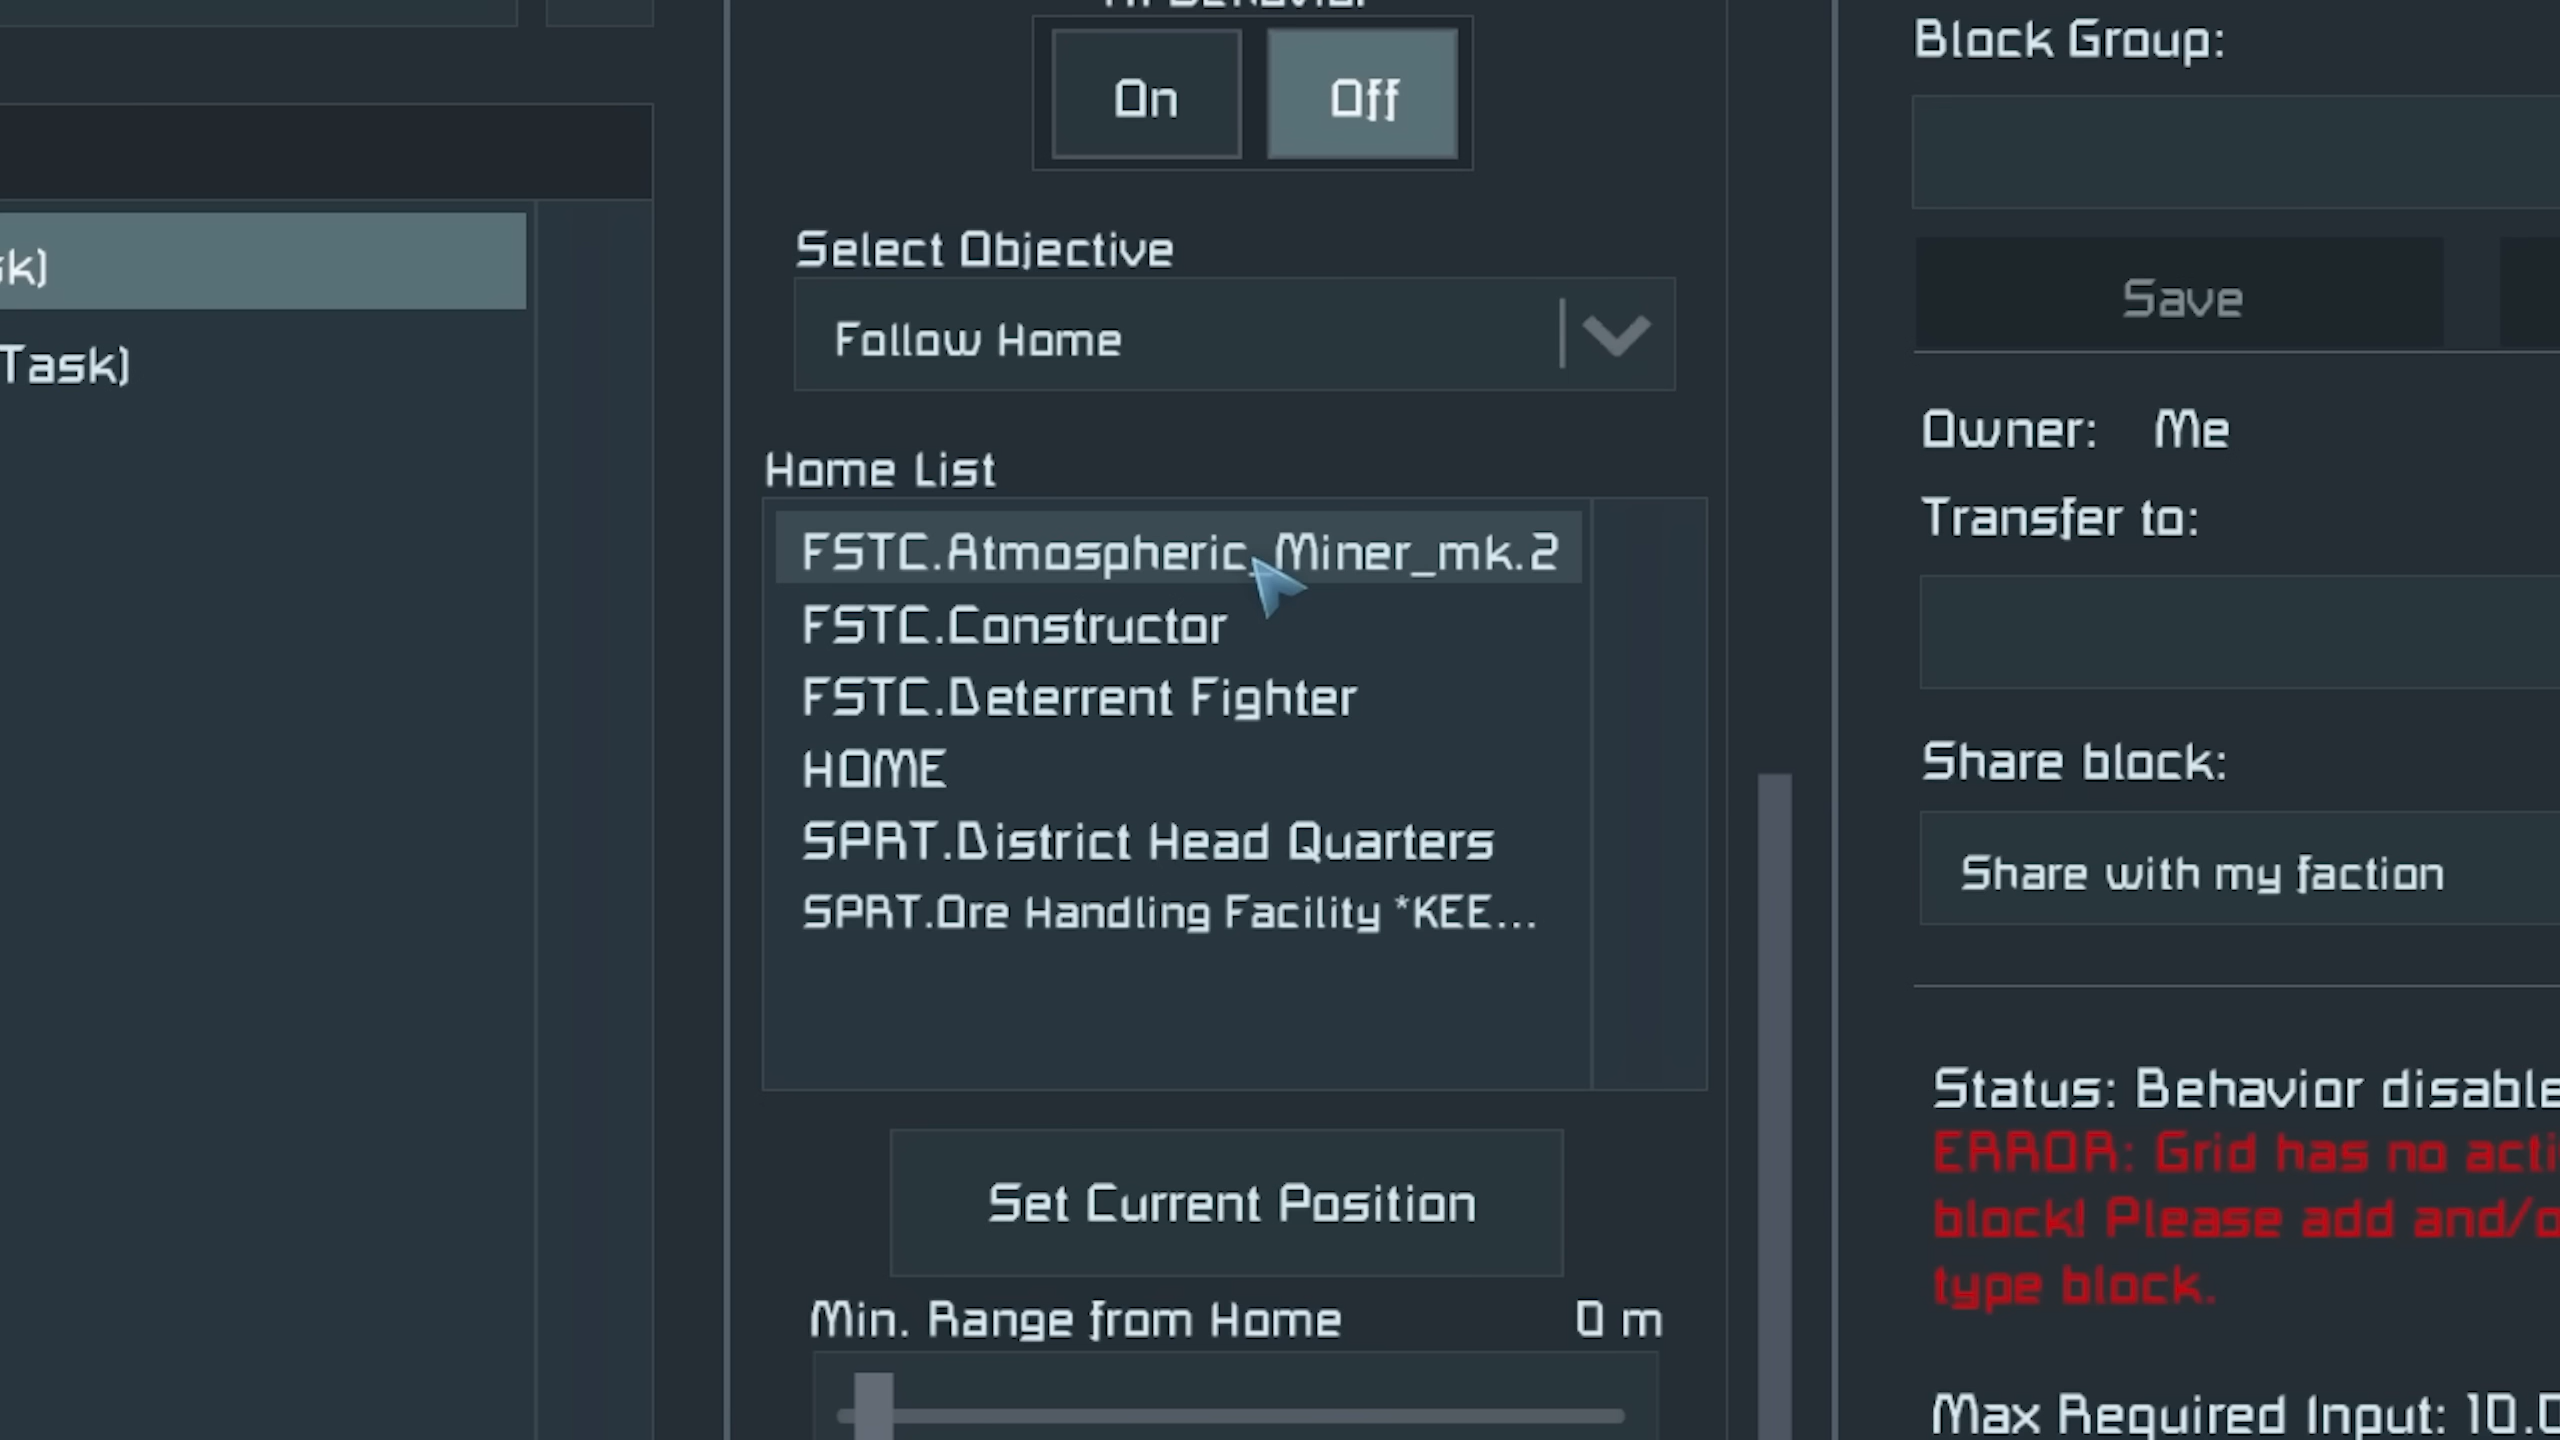 Block Group:
On
Off
Select Objective
Save
k)
Follow Home
Task)
Owner: Me
Home List
Transfer to:
FSTC.Atmospheric_Miner_mk.2
FSTC.Constructor
FSTC.Deterrent Fighter
HOME
Share block:
SPRT.District Head Quarters
Share with my faction
SPRT.Ore Handling Facility *KEE...
Status: Behavior disable
ERROR: Grid has no acti
Set Current Position
block! Please add and/o
type block.
Min. Range from Home 0 m
Max Required Input: 10.0